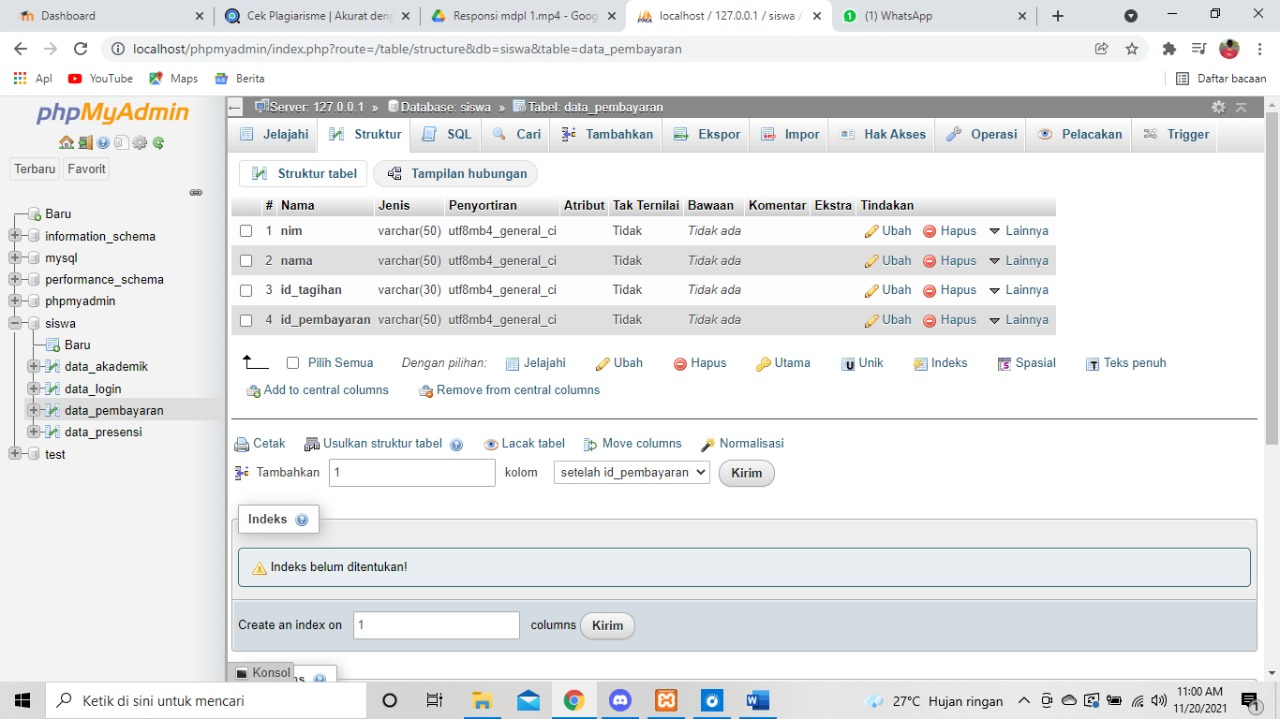 Dashboard
Cek Plagiarisme | Akurat deng
Responsi mdpl 1.mp4 - Goog
localhost / 127.0.0.1 / siswa /
(1) WhatsApp
localhost/phpmyadmin/index.php?route=/table/structure&db=siswa&table=data_pembayaran
Apl YouTube Maps Berita Daftar bacaan
phpMyAdmin
Terbaru Favorit
Baru
information_schema
mysql
performance_schema
phpmyadmin
siswa
Baru
data_akademik
data_login
data_pembayaran
data_presensi
test
Server: 127.0.0.1 » Database: siswa » Tabel: data_pembayaran
Jelajahi Struktur SQL Cari Tambahkan Ekspor Impor Hak Akses Operasi Pelacakan Trigger
Struktur tabel Tampilan hubungan
# Nama Jenis Penyortiran Atribut Tak Ternilai Bawaan Komentar Ekstra Tindakan
1 nim varchar(50) utf8mb4_general_ci Tidak Tidak ada Ubah Hapus Lainnya
2 nama varchar(50) utf8mb4_general_ci Tidak Tidak ada Ubah Hapus Lainnya
3 id_tagihan varchar(30) utf8mb4_general_ci Tidak Tidak ada Ubah Hapus Lainnya
4 id_pembayaran varchar(50) utf8mb4_general_ci Tidak Tidak ada Ubah Hapus Lainnya
Pilih Semua Dengan pilihan: Jelajahi Ubah Hapus Utama Unik Indeks Spasial Teks penuh
Add to central columns Remove from central columns
Cetak Usulkan struktur tabel Lacak tabel Move columns Normalisasi
Tambahkan 1 kolom setelah id_pembayaran Kirim
Indeks
Indeks belum ditentukan!
Create an index on 1 columns Kirim
Konsol
Ketik di sini untuk mencari
27°C Hujan ringan
11:00 AM
11/20/2021
1